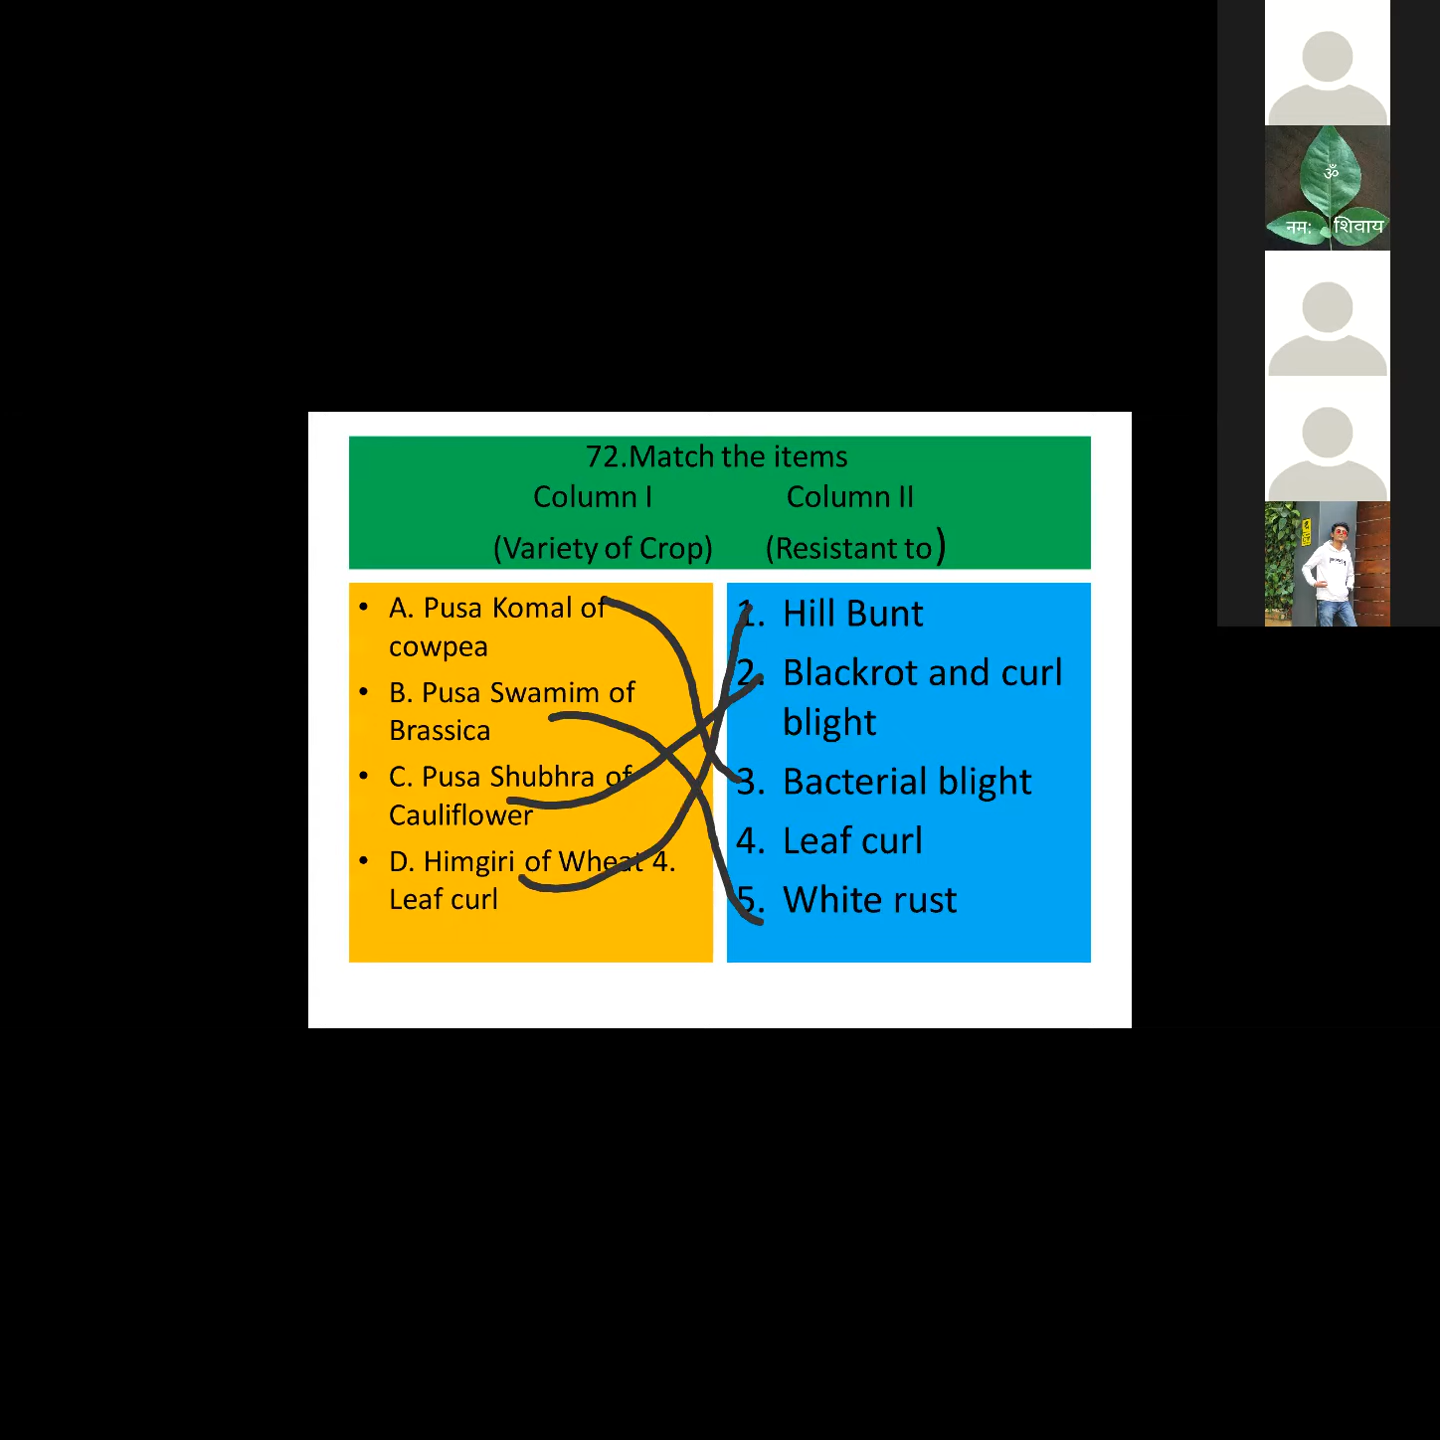 72.Match the items
Column I Column II
(Variety of Crop) (Resistant to)
• A. Pusa Komal of
cowpea
• B. Pusa Swamim of
Brassica
• C. Pusa Shubhra of
Cauliflower
• D. Himgiri of Wheat 4.
Leaf curl
1. Hill Bunt
2. Blackrot and curl
blight
3. Bacterial blight
4. Leaf curl
5. White rust
ॐ
नम: शिवाय